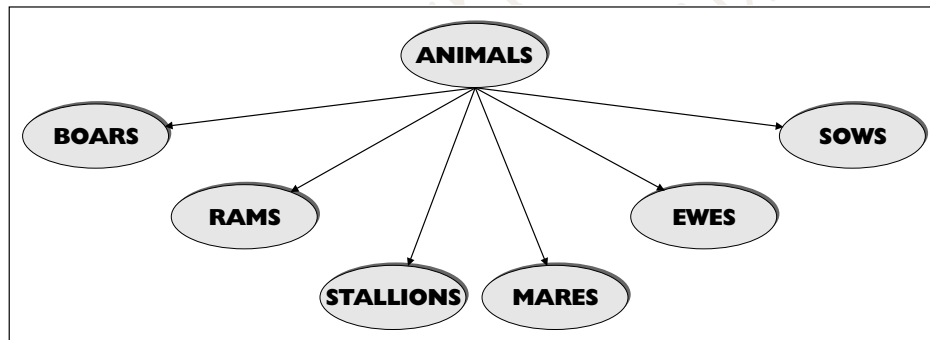 ANIMALS
BOARS
SOWS
RAMS
EWES
STALLIONS
MARES